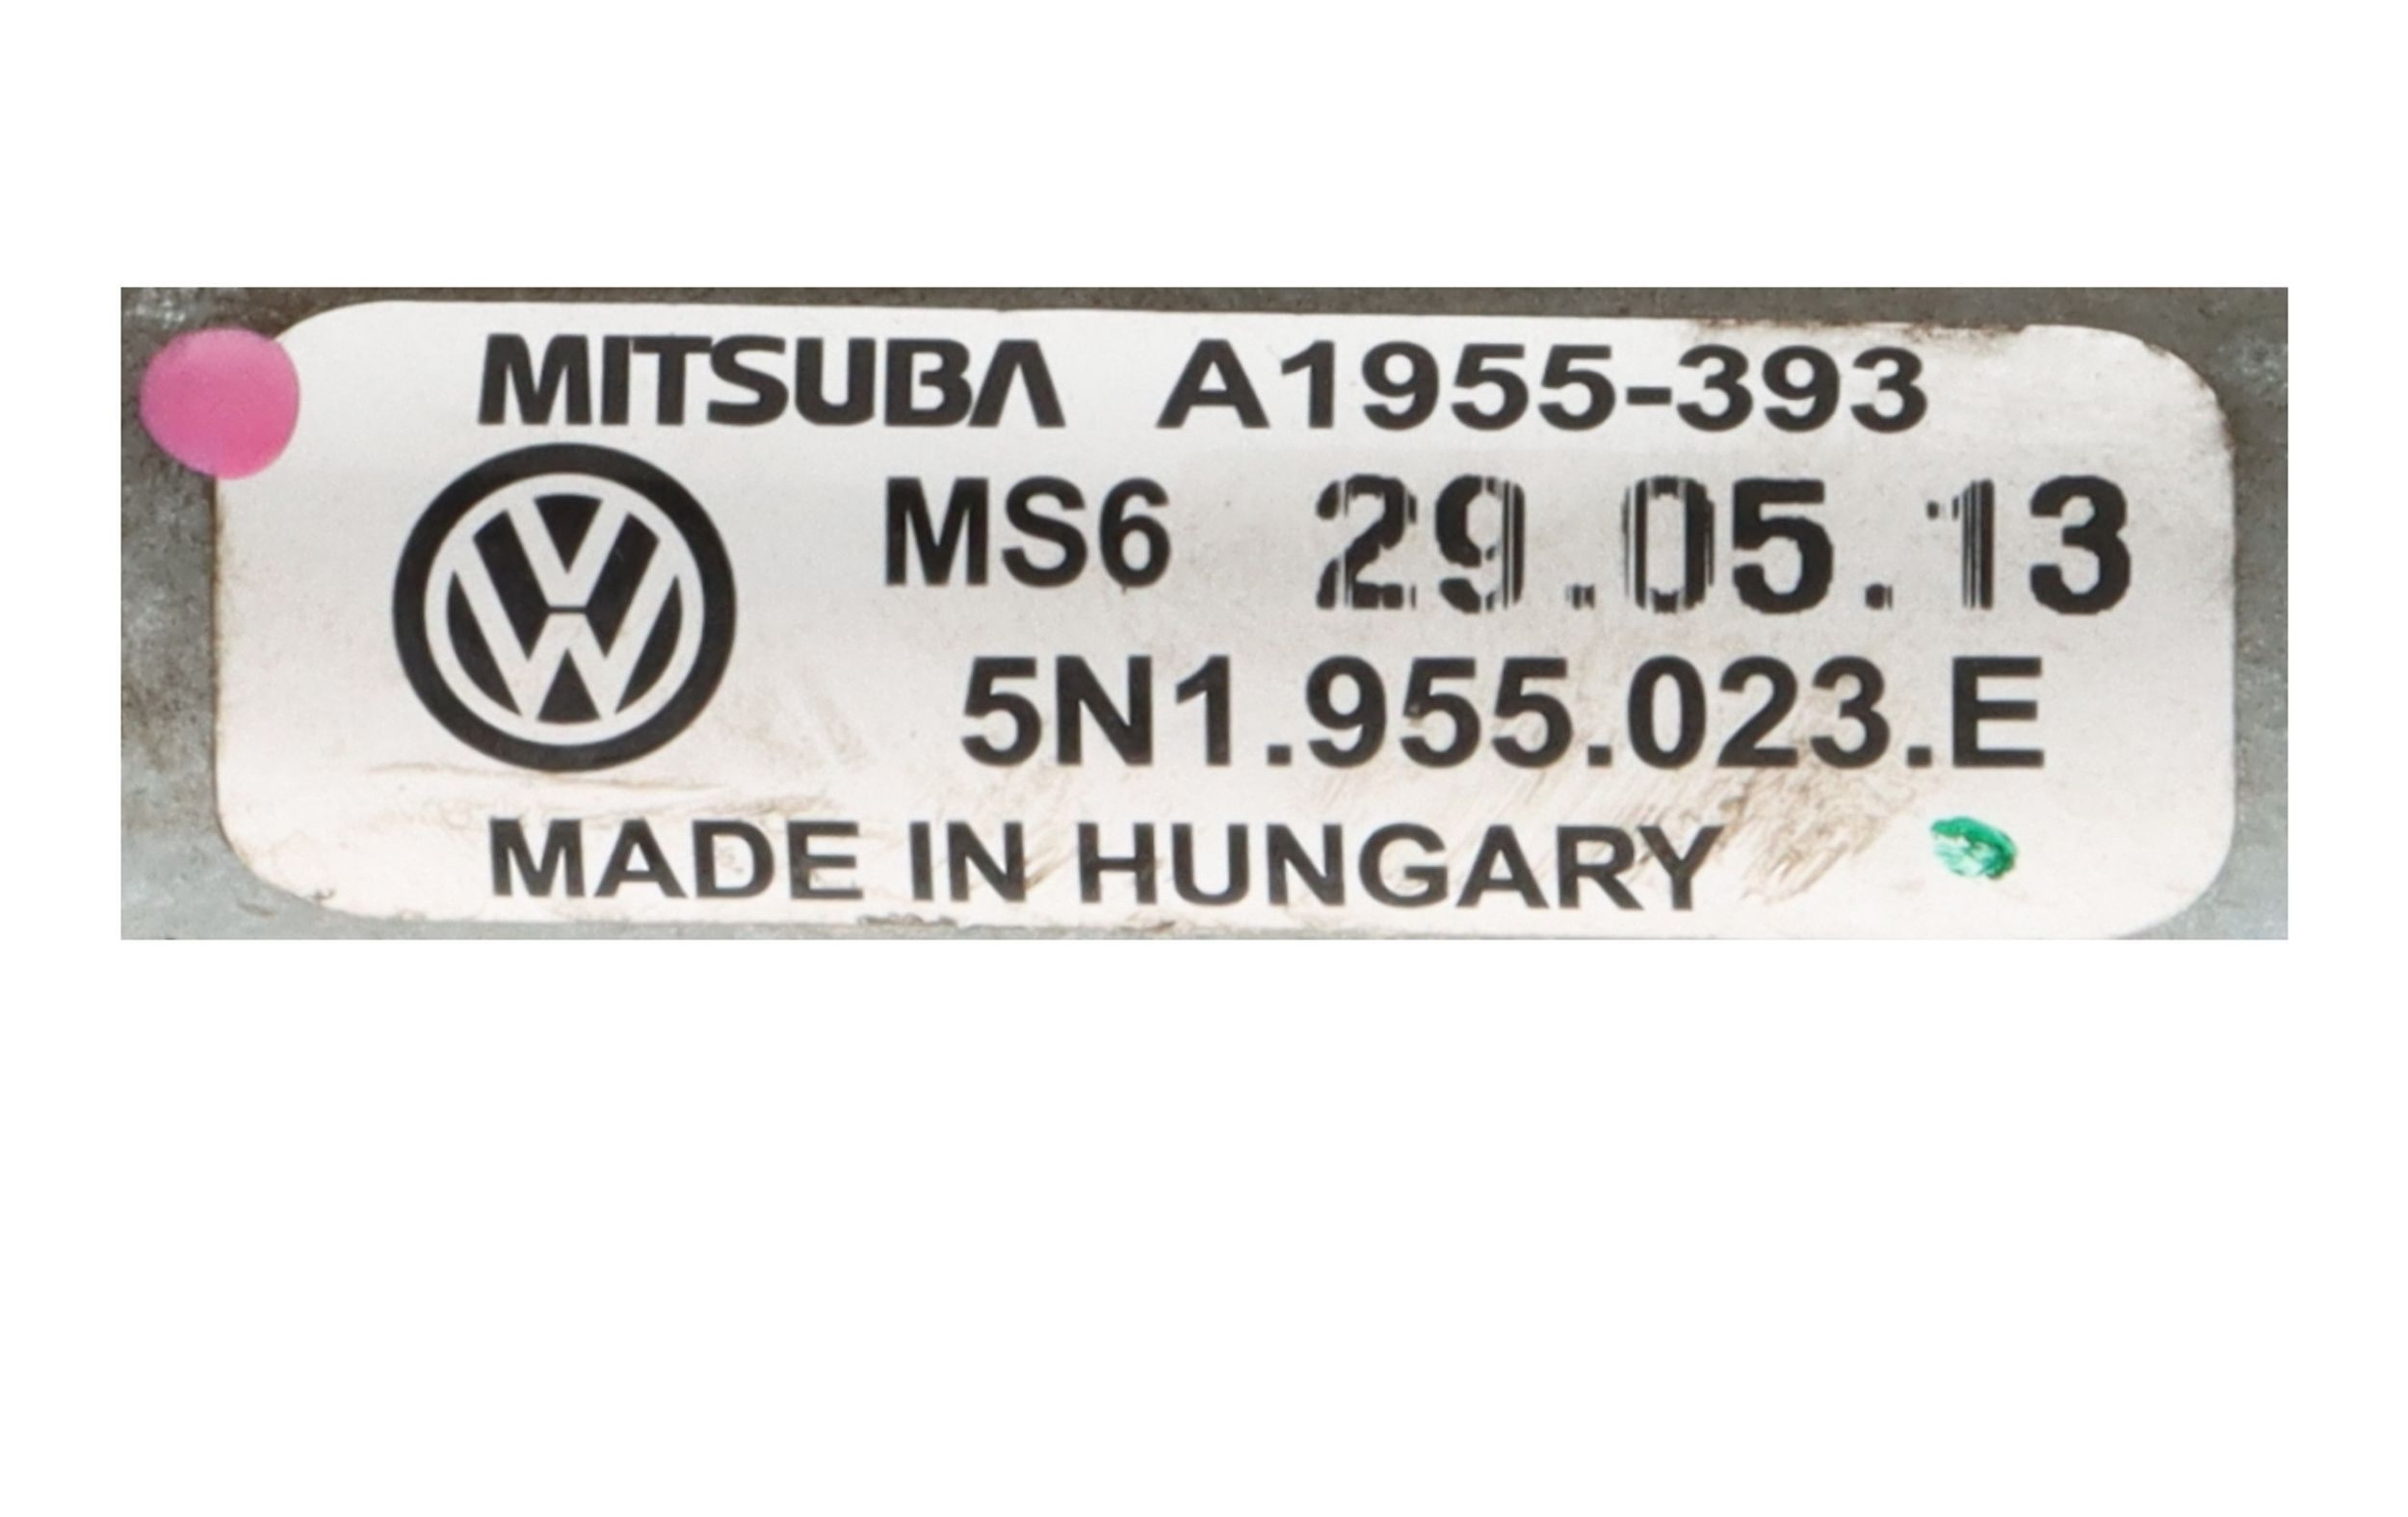 MITSUBA A1955-393
MS6 29.05.13
5N1.955.023.E
MADE IN HUNGARY